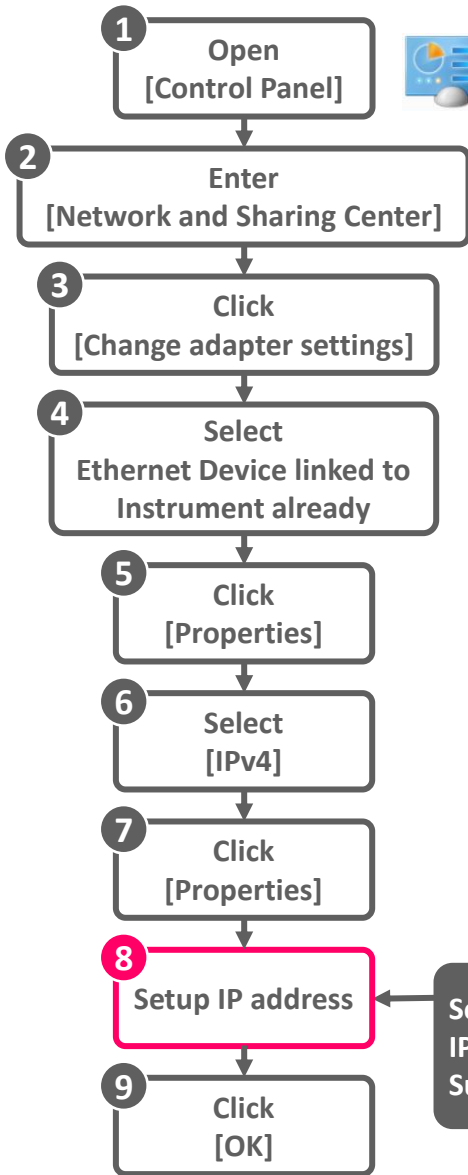 1
Open
[Control Panel]
2
Enter
[Network and Sharing Center]
3
Click
[Change adapter settings]
4
Select
Ethernet Device linked to
Instrument already
5
Click
[Properties]
6
Select
[IPv4]
7
Click
[Properties]
8
Setup IP address
IP
9
Click
[OK]